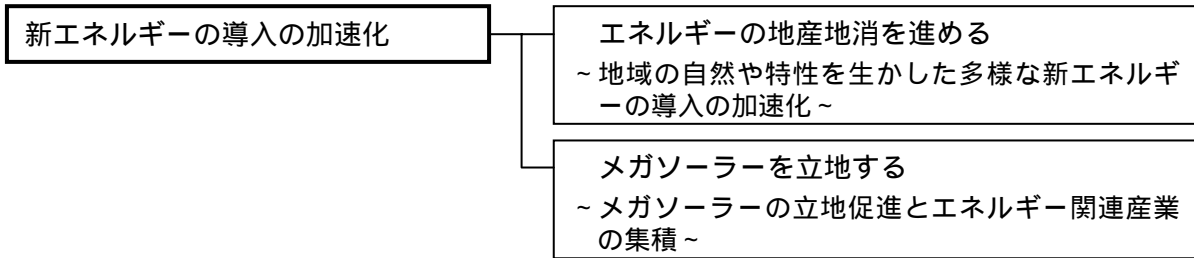 新エネルギーの導入の加速化
エネルギーの地産地消を進める
~地域の自然や特性を生かした多様な新エネルギ
ーの導入の加速化~
メガソーラーを立地する
~メガソーラーの立地促進とエネルギー関連産業
の集積~